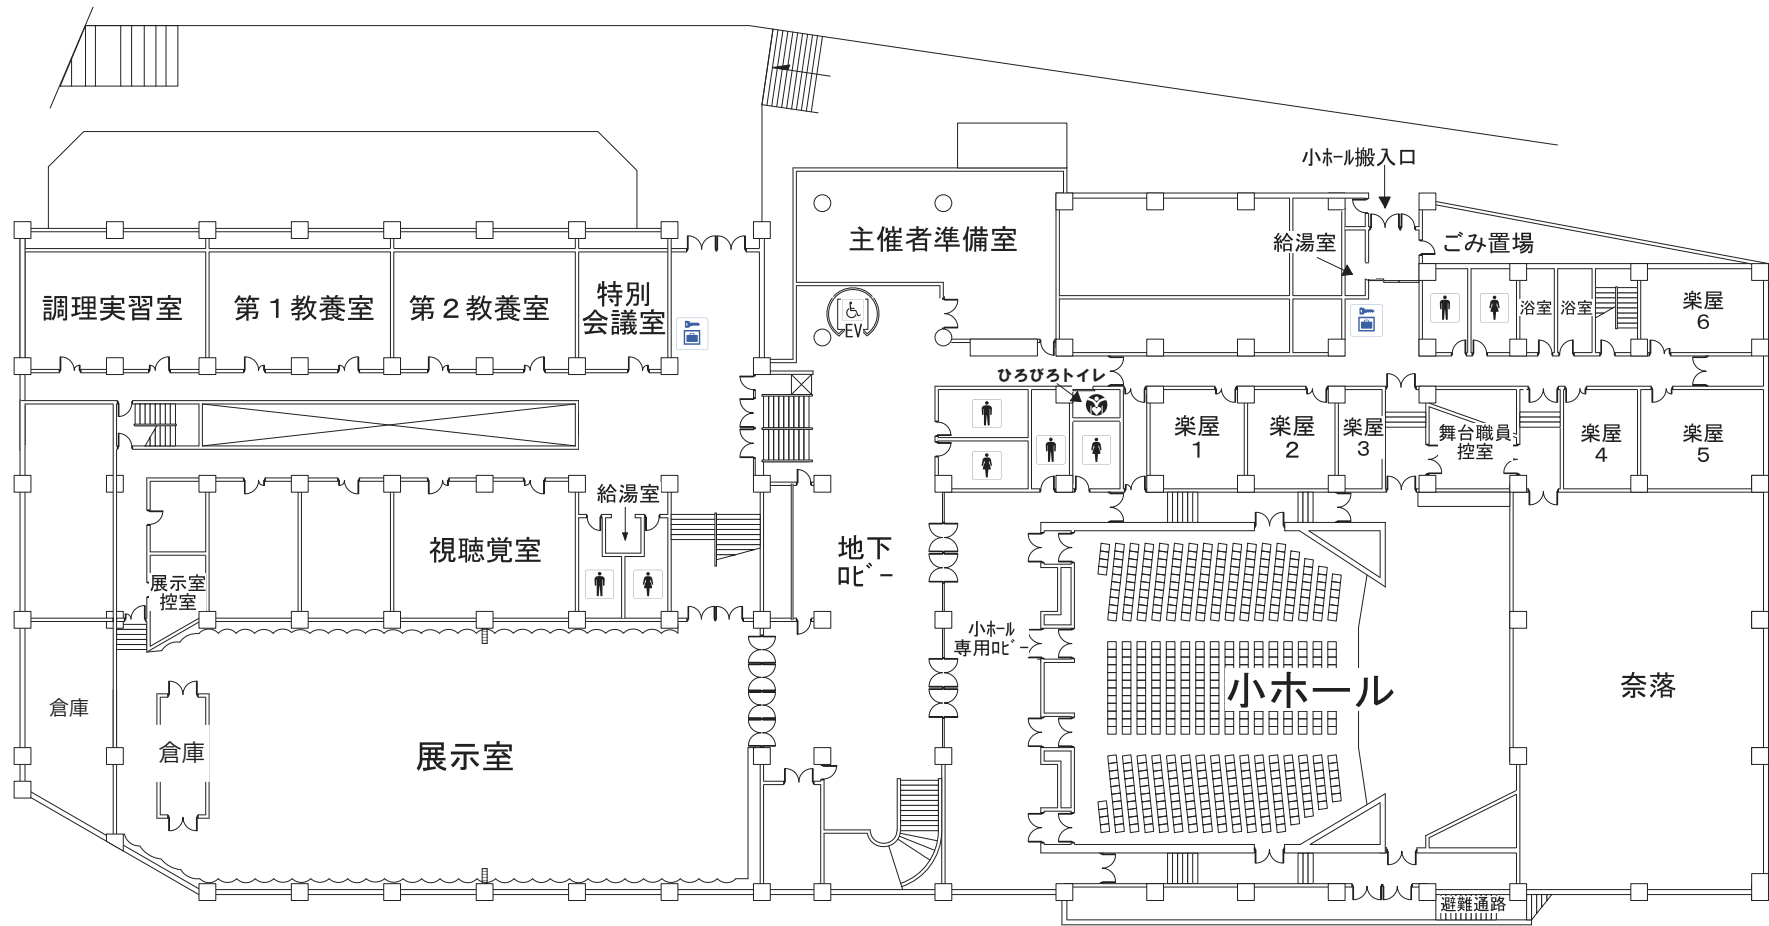 小ホール搬入口
主催者準備室
給湯室
ごみ置場
調理実習室
第１教養室
第２教養室
特別
会議室
EV
浴室
浴室
楽屋
6
ひろびろトイレ
楽屋
1
楽屋
2
楽屋
3
舞台職員
控室
楽屋
4
楽屋
5
給湯室
視聴覚室
地下
ロビー
展示室
控室
小ホール
専用ロビー
小ホール
奈落
倉庫
倉庫
展示室
避難通路